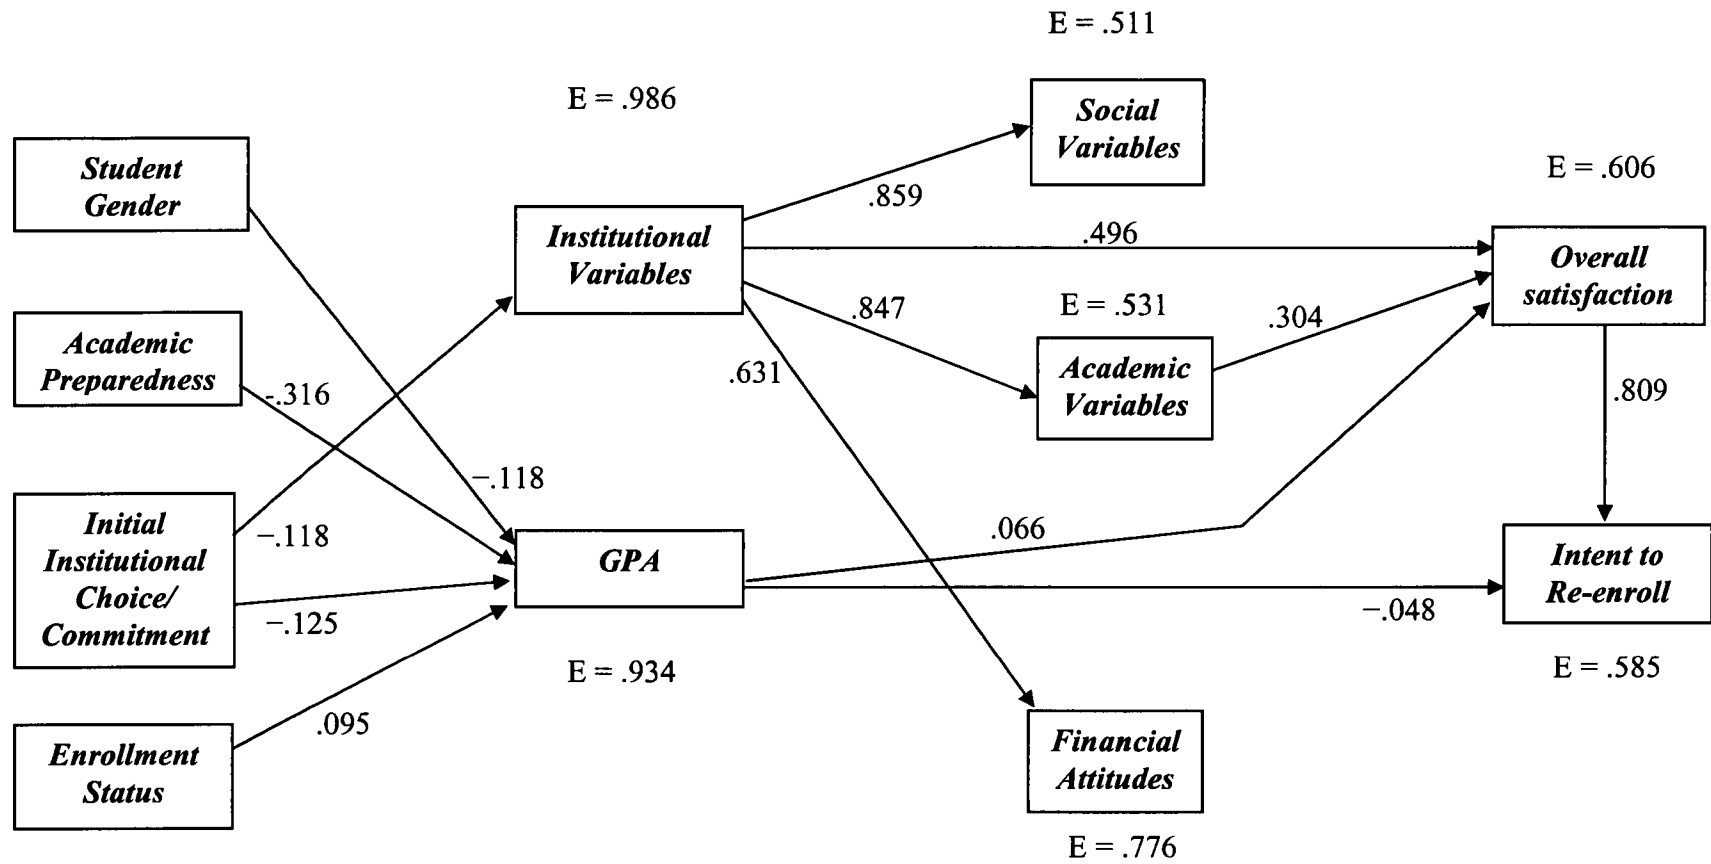 E = .511
E = .986
Social
Variables
Student
Gender
E = .606
.859
Institutional
Variables
.496
Overall
satisfaction
.847
E = .531
.304
Academic
Preparedness
-.316
.631
Academic
Variables
.809
−.118
Initial
Institutional
Choice/
Commitment
−.118
−.125
GPA
.066
−.048
Intent to
Re-enroll
E = .934
E = .585
.095
Enrollment
Status
Financial
Attitudes
E = .776